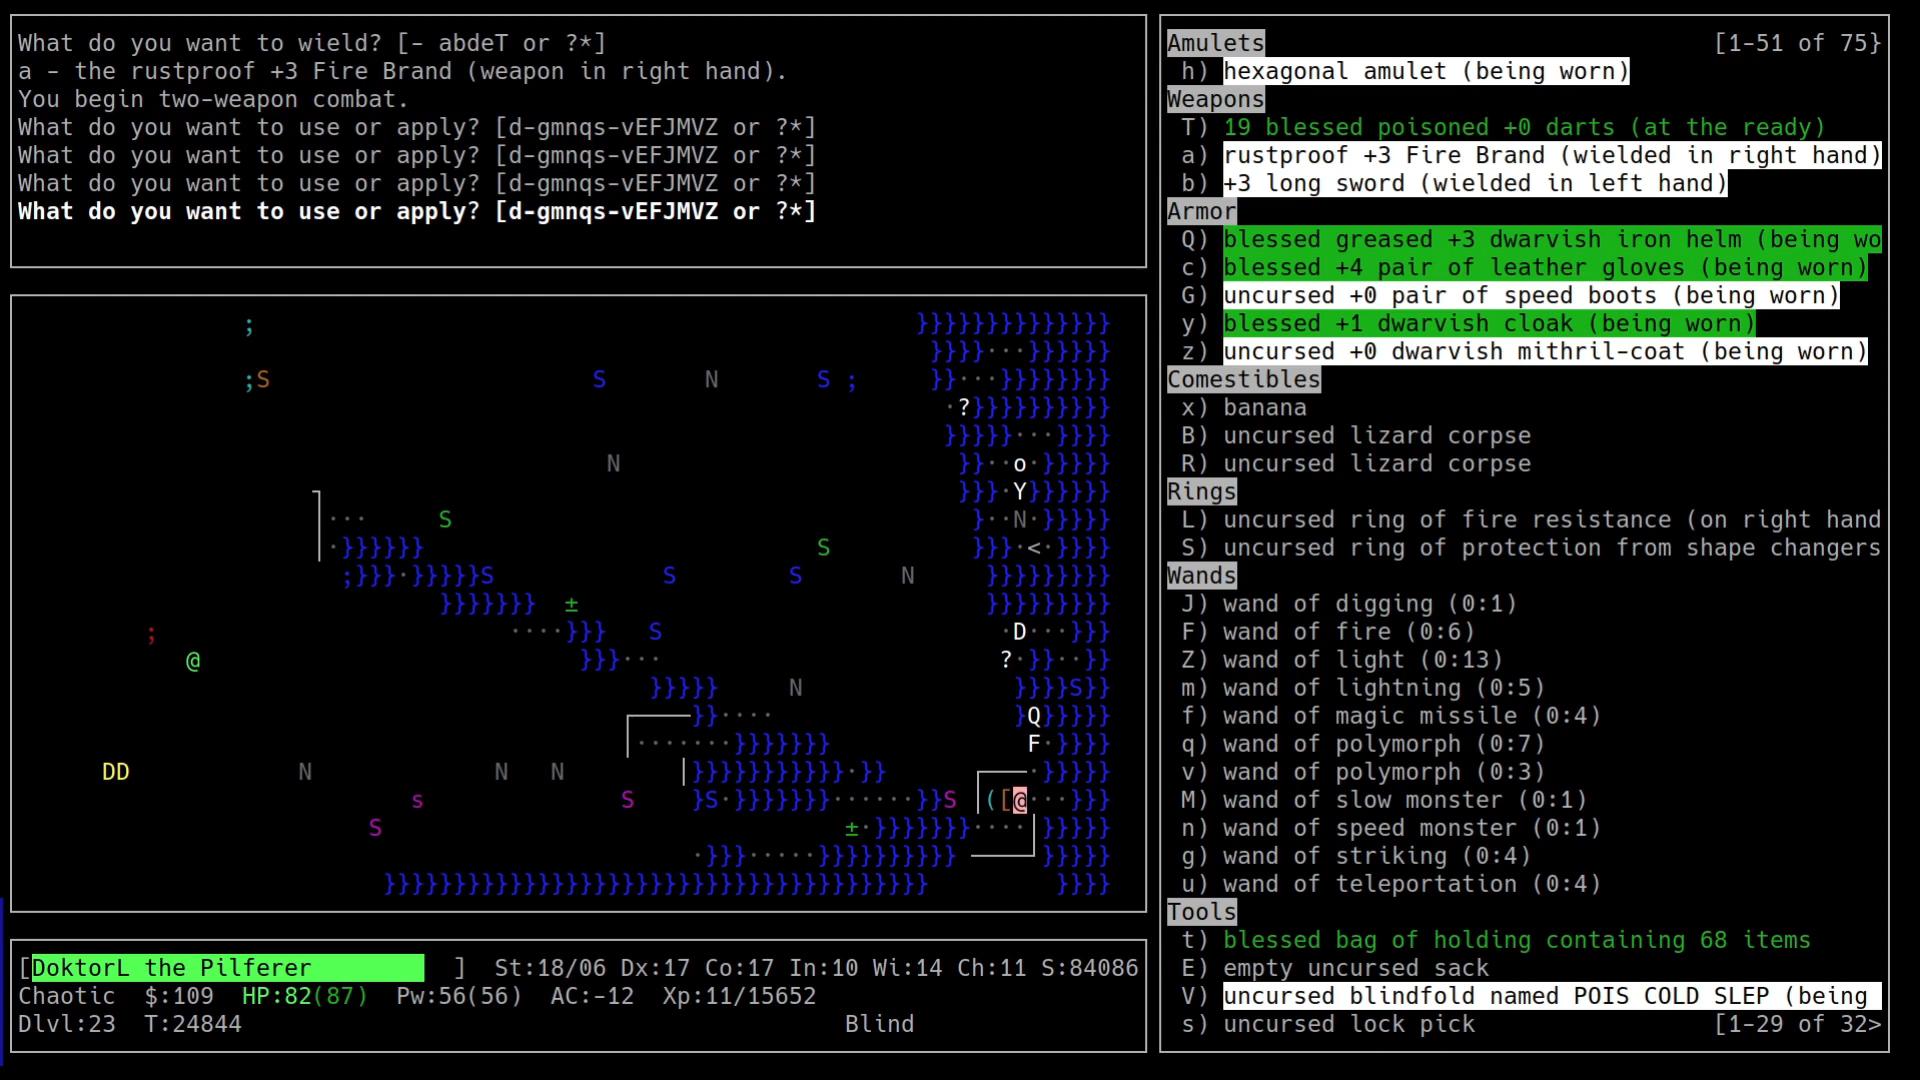 What do you want to wield? [- abdeT or ?*]
a - the rustproof +3 Fire Brand (weapon in right hand).
You begin two-weapon combat.
What do you want to use or apply? [d-gmnqs-vEFJMVZ or ?*]
What do you want to use or apply? [d-gmnqs-vEFJMVZ or ?*]
What do you want to use or apply? [d-gmnqs-vEFJMVZ or ?*]
What do you want to use or apply? [d-gmnqs-vEFJMVZ or ?*]
; }}}}}}}}}}}}}}
}}}}···}}}}}}
;S S N S ; }}···}}}}}}}}
·?}}}}}}}}}}
}}}}}···}}}}
N }}··o·}}}}}
}}}·Y}}}}}}
··· S }··N·}}}}
·}}}}}} S }}}·<·}}}}
;}}}·}}}}}S S S N }}}}}}}}}
}}}}}}} ± }}}}}}}}}
; ····}}} S ·D···}}}
@ }}}··· ?·}}··}}
}}}}} N }}}}S}}
}}···· }Q}}}}}
·······}}}}}}} F·}}}}
DD N N N }}}}}}}}}}}·}} ·}}}}}
s S }S·}}}}}}}······}}S ([@···}}}
S ±·}}}}}}}···· }}}}}
·}}}·····}}}}}}}}}} }}}}}
}}}}}}}}}}}}}}}}}}}}}}}}}}}}}}}}}}}}}}} }}}}
[DoktorL the Pilferer ] St:18/06 Dx:17 Co:17 In:10 Wi:14 Ch:11 S:84086
Chaotic $:109 HP:82(87) Pw:56(56) AC:-12 Xp:11/15652
Dlvl:23 T:24844 Blind
Amulets [1-51 of 75}
h) hexagonal amulet (being worn)
Weapons
T) 19 blessed poisoned +0 darts (at the ready)
a) rustproof +3 Fire Brand (wielded in right hand)
b) +3 long sword (wielded in left hand)
Armor
Q) blessed greased +3 dwarvish iron helm (being wo
c) blessed +4 pair of leather gloves (being worn)
G) uncursed +0 pair of speed boots (being worn)
y) blessed +1 dwarvish cloak (being worn)
z) uncursed +0 dwarvish mithril-coat (being worn)
Comestibles
x) banana
B) uncursed lizard corpse
R) uncursed lizard corpse
Rings
L) uncursed ring of fire resistance (on right hand
S) uncursed ring of protection from shape changers
Wands
J) wand of digging (0:1)
F) wand of fire (0:6)
Z) wand of light (0:13)
m) wand of lightning (0:5)
f) wand of magic missile (0:4)
q) wand of polymorph (0:7)
v) wand of polymorph (0:3)
M) wand of slow monster (0:1)
n) wand of speed monster (0:1)
g) wand of striking (0:4)
u) wand of teleportation (0:4)
Tools
t) blessed bag of holding containing 68 items
E) empty uncursed sack
V) uncursed blindfold named POIS COLD SLEP (being
s) uncursed lock pick [1-29 of 32>